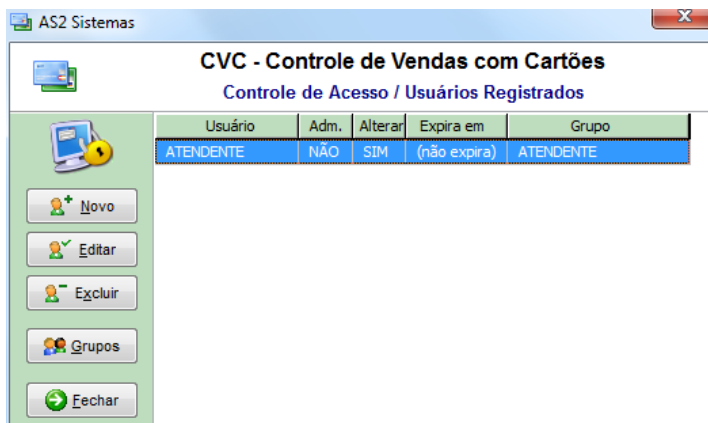 AS2 Sistemas
CVC - Controle de Vendas com Cartões
Controle de Acesso / Usuários Registrados
Usuário Adm. Alterar Expira em Grupo
ATENDENTE NÃO SIM (não expira) ATENDENTE
Novo
Editar
Excluir
Grupos
Fechar